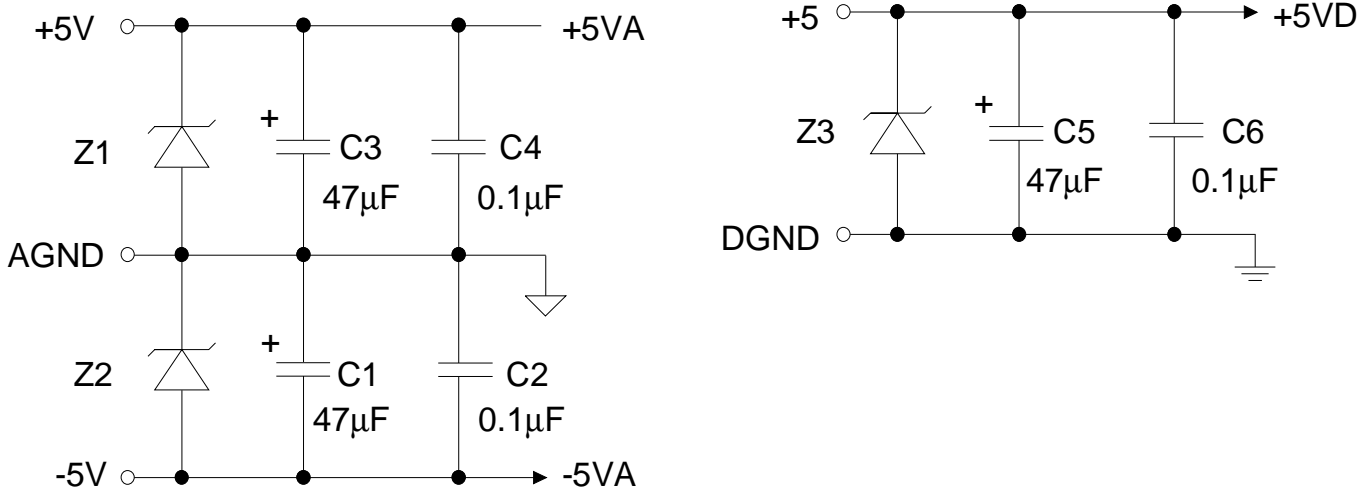 +5V
+5VA
Z1
+
C3
47μF
C4
0.1μF
AGND
Z2
+
C1
47μF
C2
0.1μF
-5V
-5VA
+5
+5VD
Z3
+
C5
47μF
C6
0.1μF
DGND